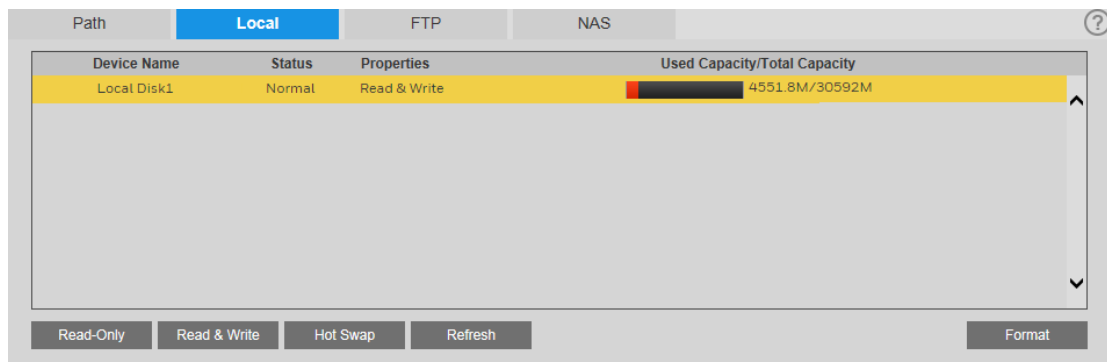 Path Local FTP NAS ?
Device Name Status Properties Used Capacity/Total Capacity
Local Disk1 Normal Read & Write 4551.8M/30592M
Read-Only Read & Write Hot Swap Refresh Format